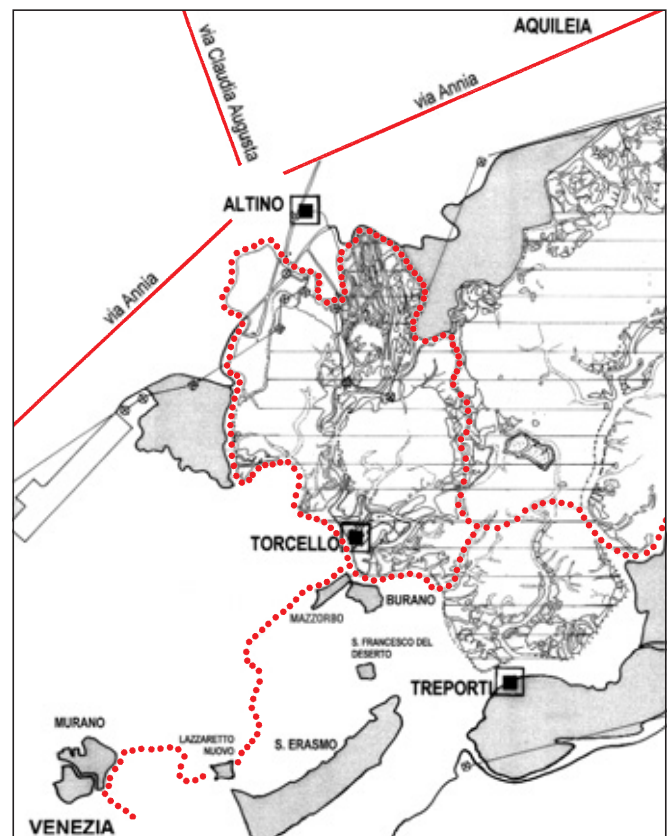 AQUILEIA
via Claudia Augusta
via Annia
ALTINO
via Annia
TORCELLO
BURANO
MAZZORBO
S. FRANCESCO DEL
DESERTO
TREPORTI
MURANO
LAZZARETTO
NUOVO
S. ERASMO
VENEZIA